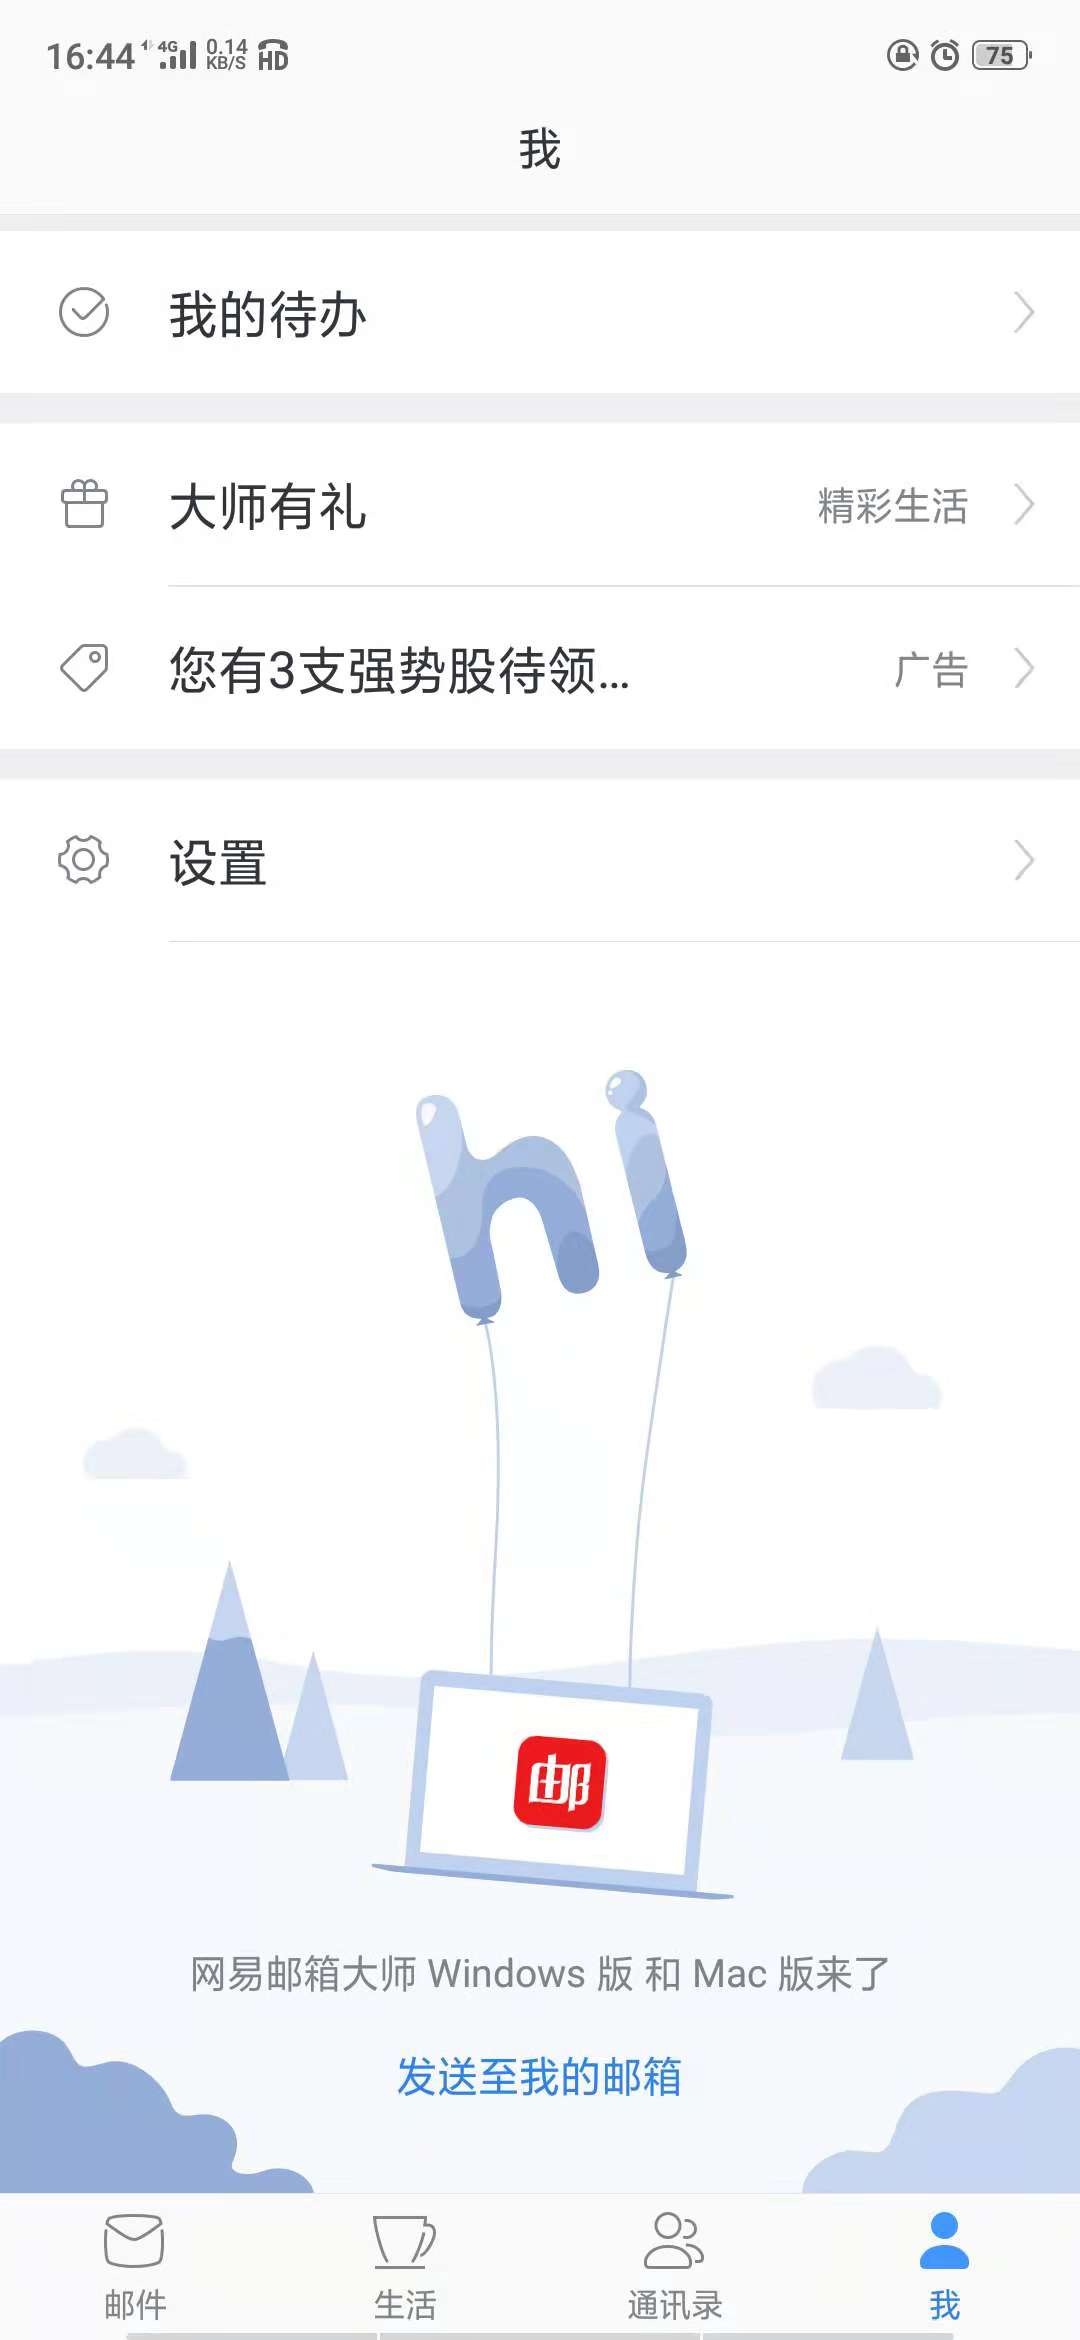 16:44 4G 0.14 KB/S HD 75
我
我的待办
大师有礼 精彩生活
您有3支强势股待领... 广告
设置
hi
邮
网易邮箱大师 Windows 版 和 Mac 版来了
发送至我的邮箱
邮件 生活 通讯录 我